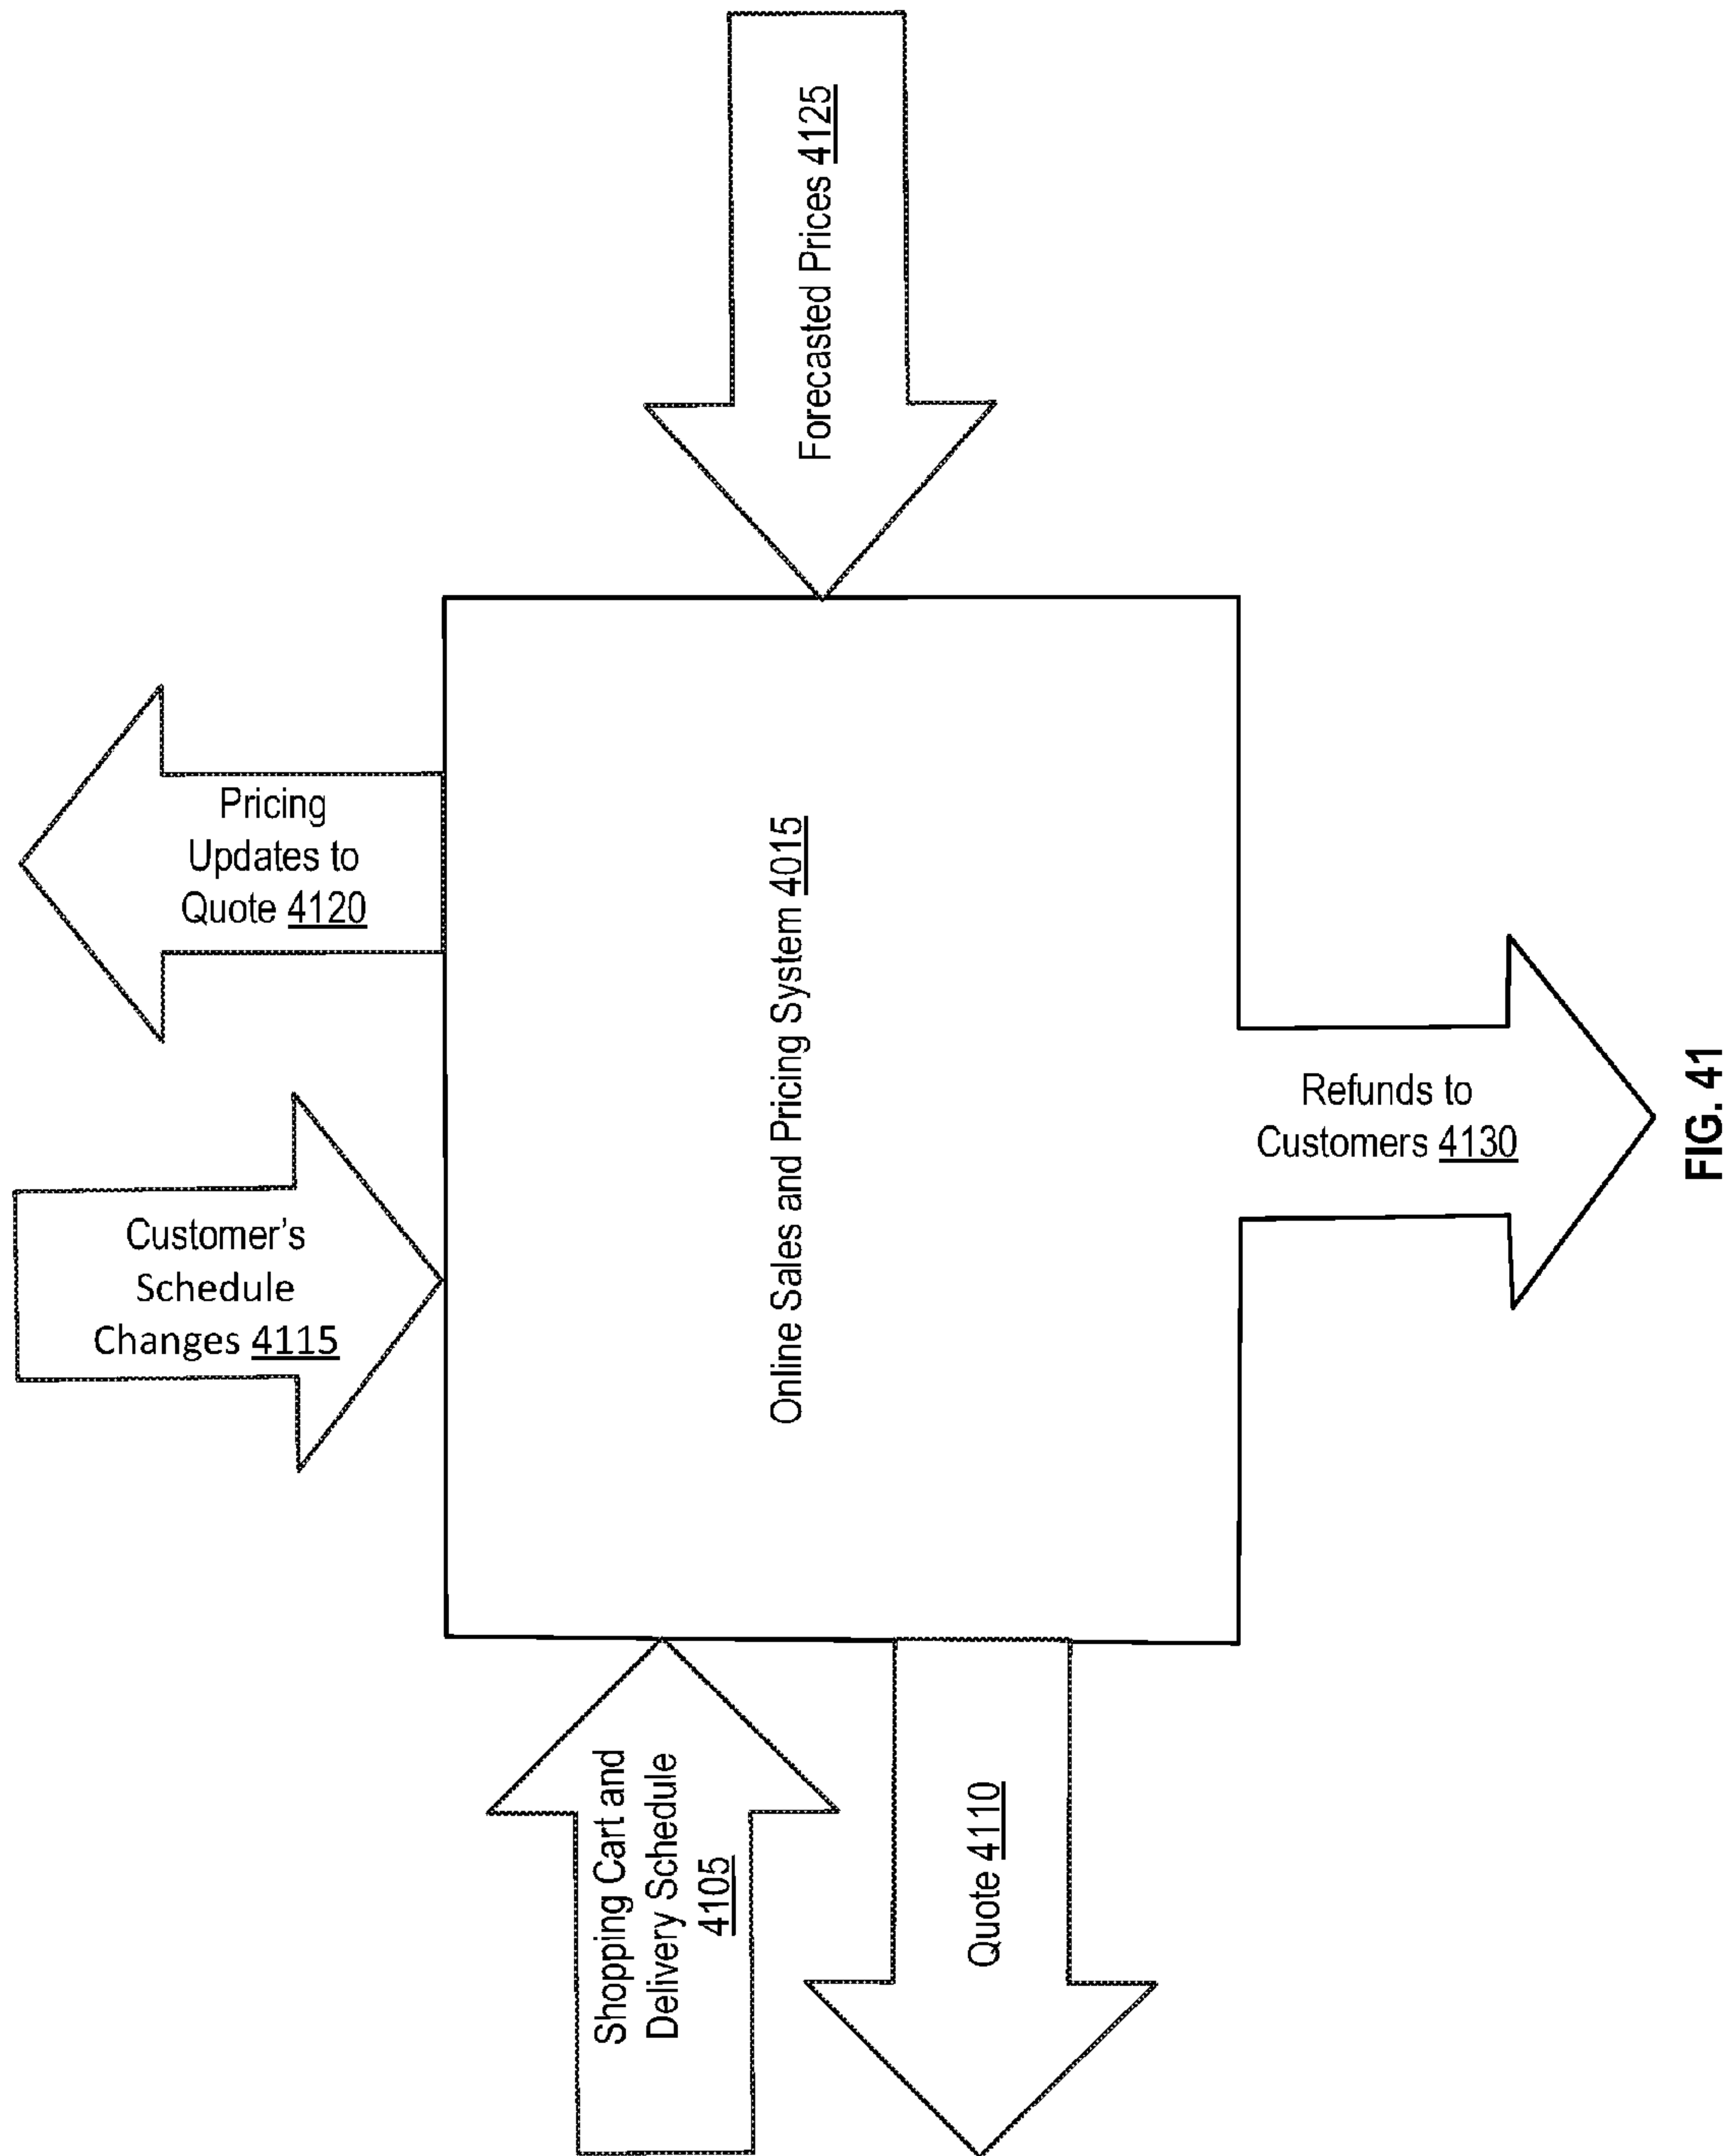 Customer’s
Schedule
Changes 4115
Pricing
Updates to
Quote 4120
Shopping Cart and
Delivery Schedule
4105
Quote 4110
Online Sales and Pricing System 4015
Forecasted Prices 4125
Refunds to
Customers 4130
FIG. 41